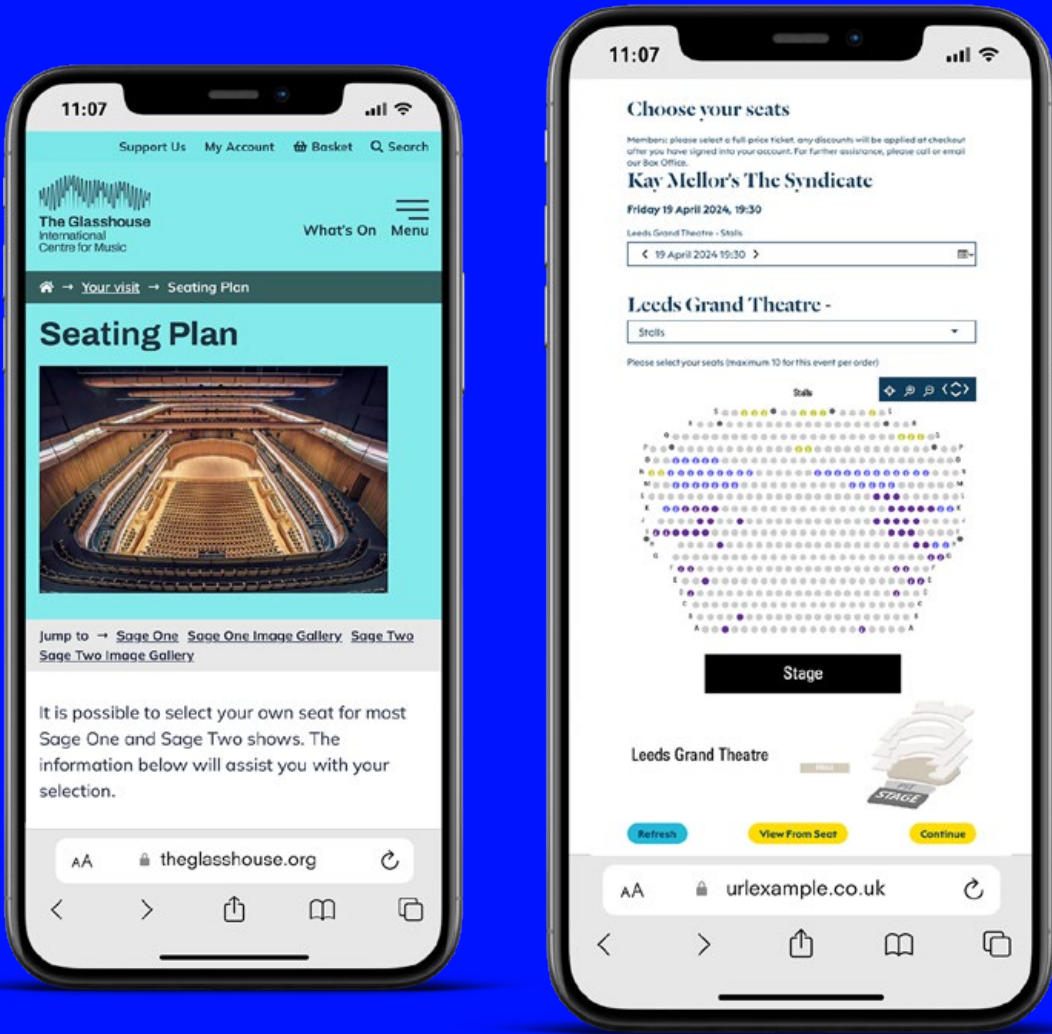 11:07
Support Us My Account Basket Search
The Glasshouse
International
Centre for Music
What's On Menu
→ Your visit → Seating Plan
Seating Plan
Jump to → Sage One Sage One Image Gallery Sage Two
Sage Two Image Gallery
It is possible to select your own seat for most
Sage One and Sage Two shows. The
information below will assist you with your
selection.
AA theglasshouse.org
11:07
Choose your seats
Members: please select a full-price ticket, any discounts will be applied at checkout
after you have signed into your account. For further assistance, please call or email
our Box Office.
Kay Mellor's The Syndicate
Friday 19 April 2024, 19:30
Leeds Grand Theatre - Stalls
< 19 April 2024 19:30 >
Leeds Grand Theatre -
Stalls
Please select your seats (maximum 10 for this event per order)
Stalls
Stage
Leeds Grand Theatre
PIT
STAGE
Refresh
View From Seat
Continue
AA urlexample.co.uk